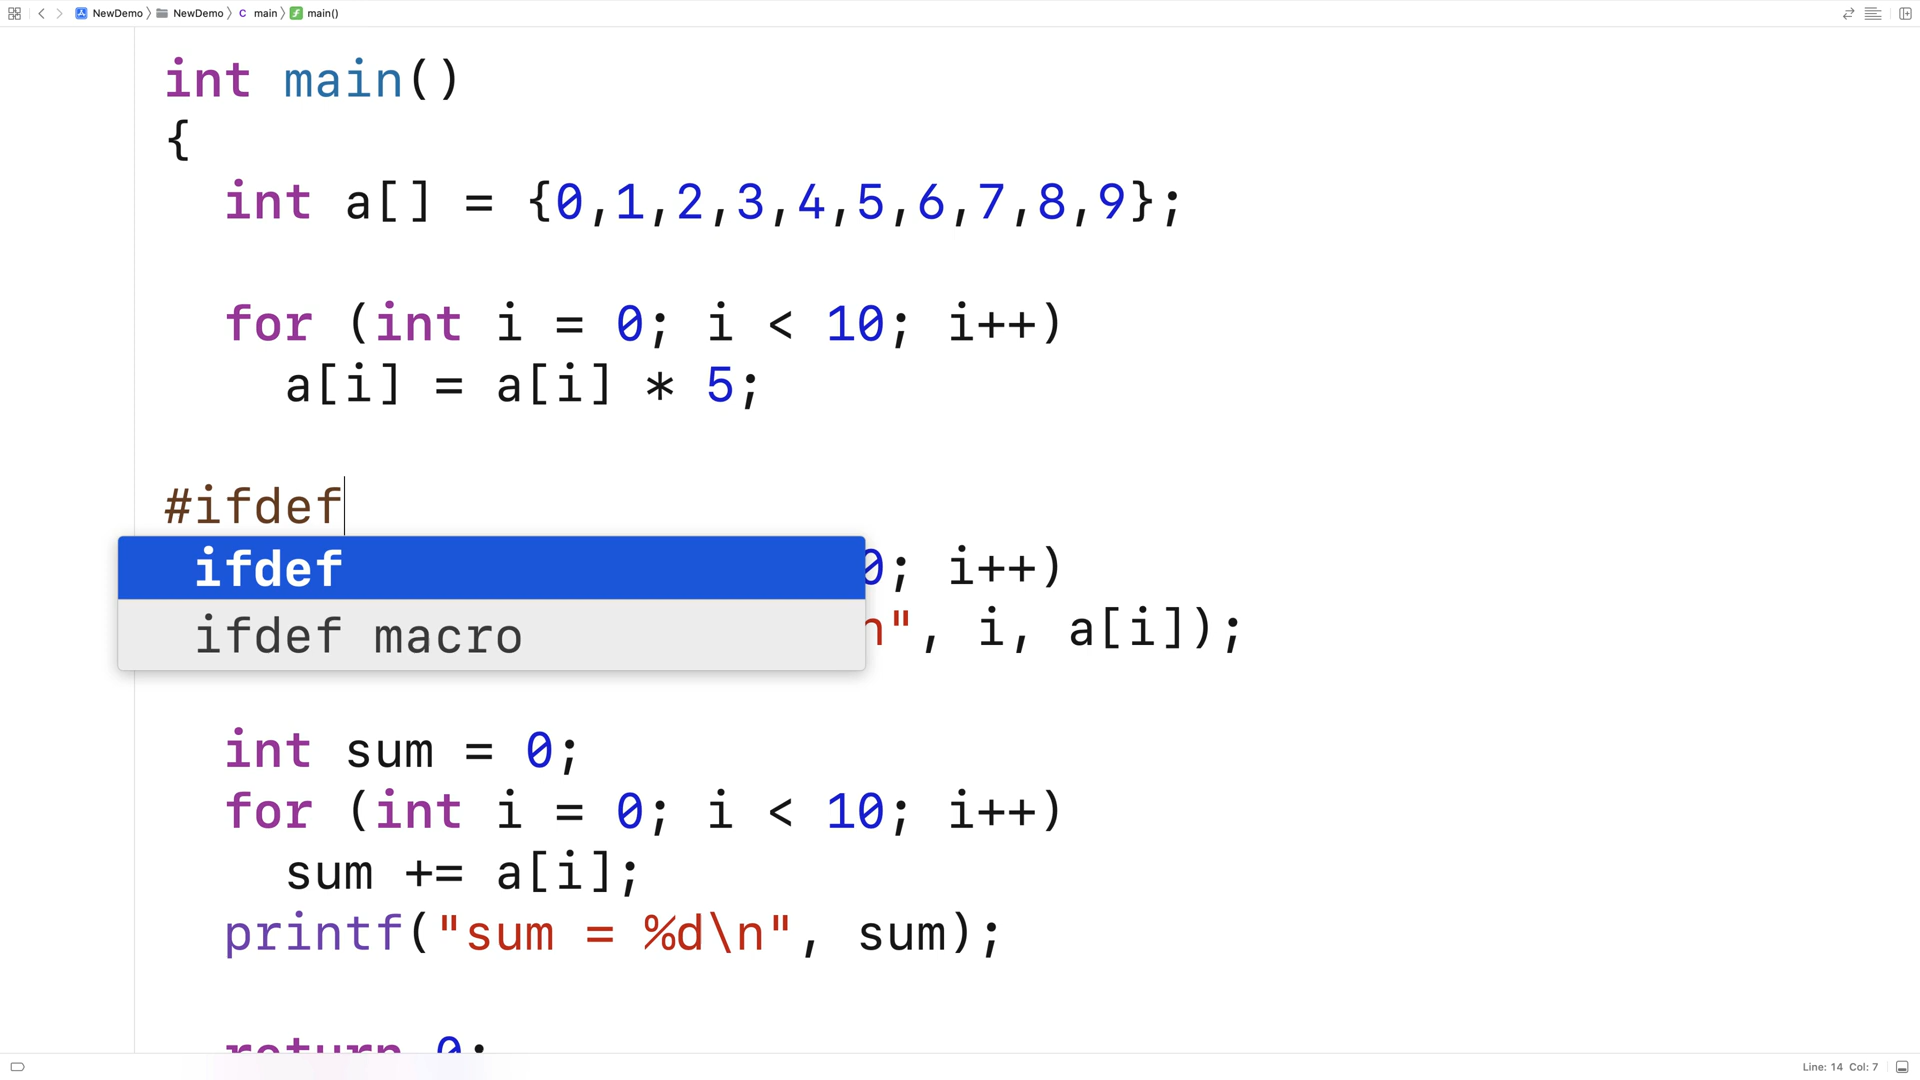 NewDemo NewDemo C main f main()
int main()
{
int a[] = {0,1,2,3,4,5,6,7,8,9};
for (int i = 0; i < 10; i++)
a[i] = a[i] * 5;
#ifdef
ifdef
0; i++)
ifdef macro
n", i, a[i]);
int sum = 0;
for (int i = 0; i < 10; i++)
sum += a[i];
printf("sum = %d\n", sum);
return 0;
Line: 14 Col: 7